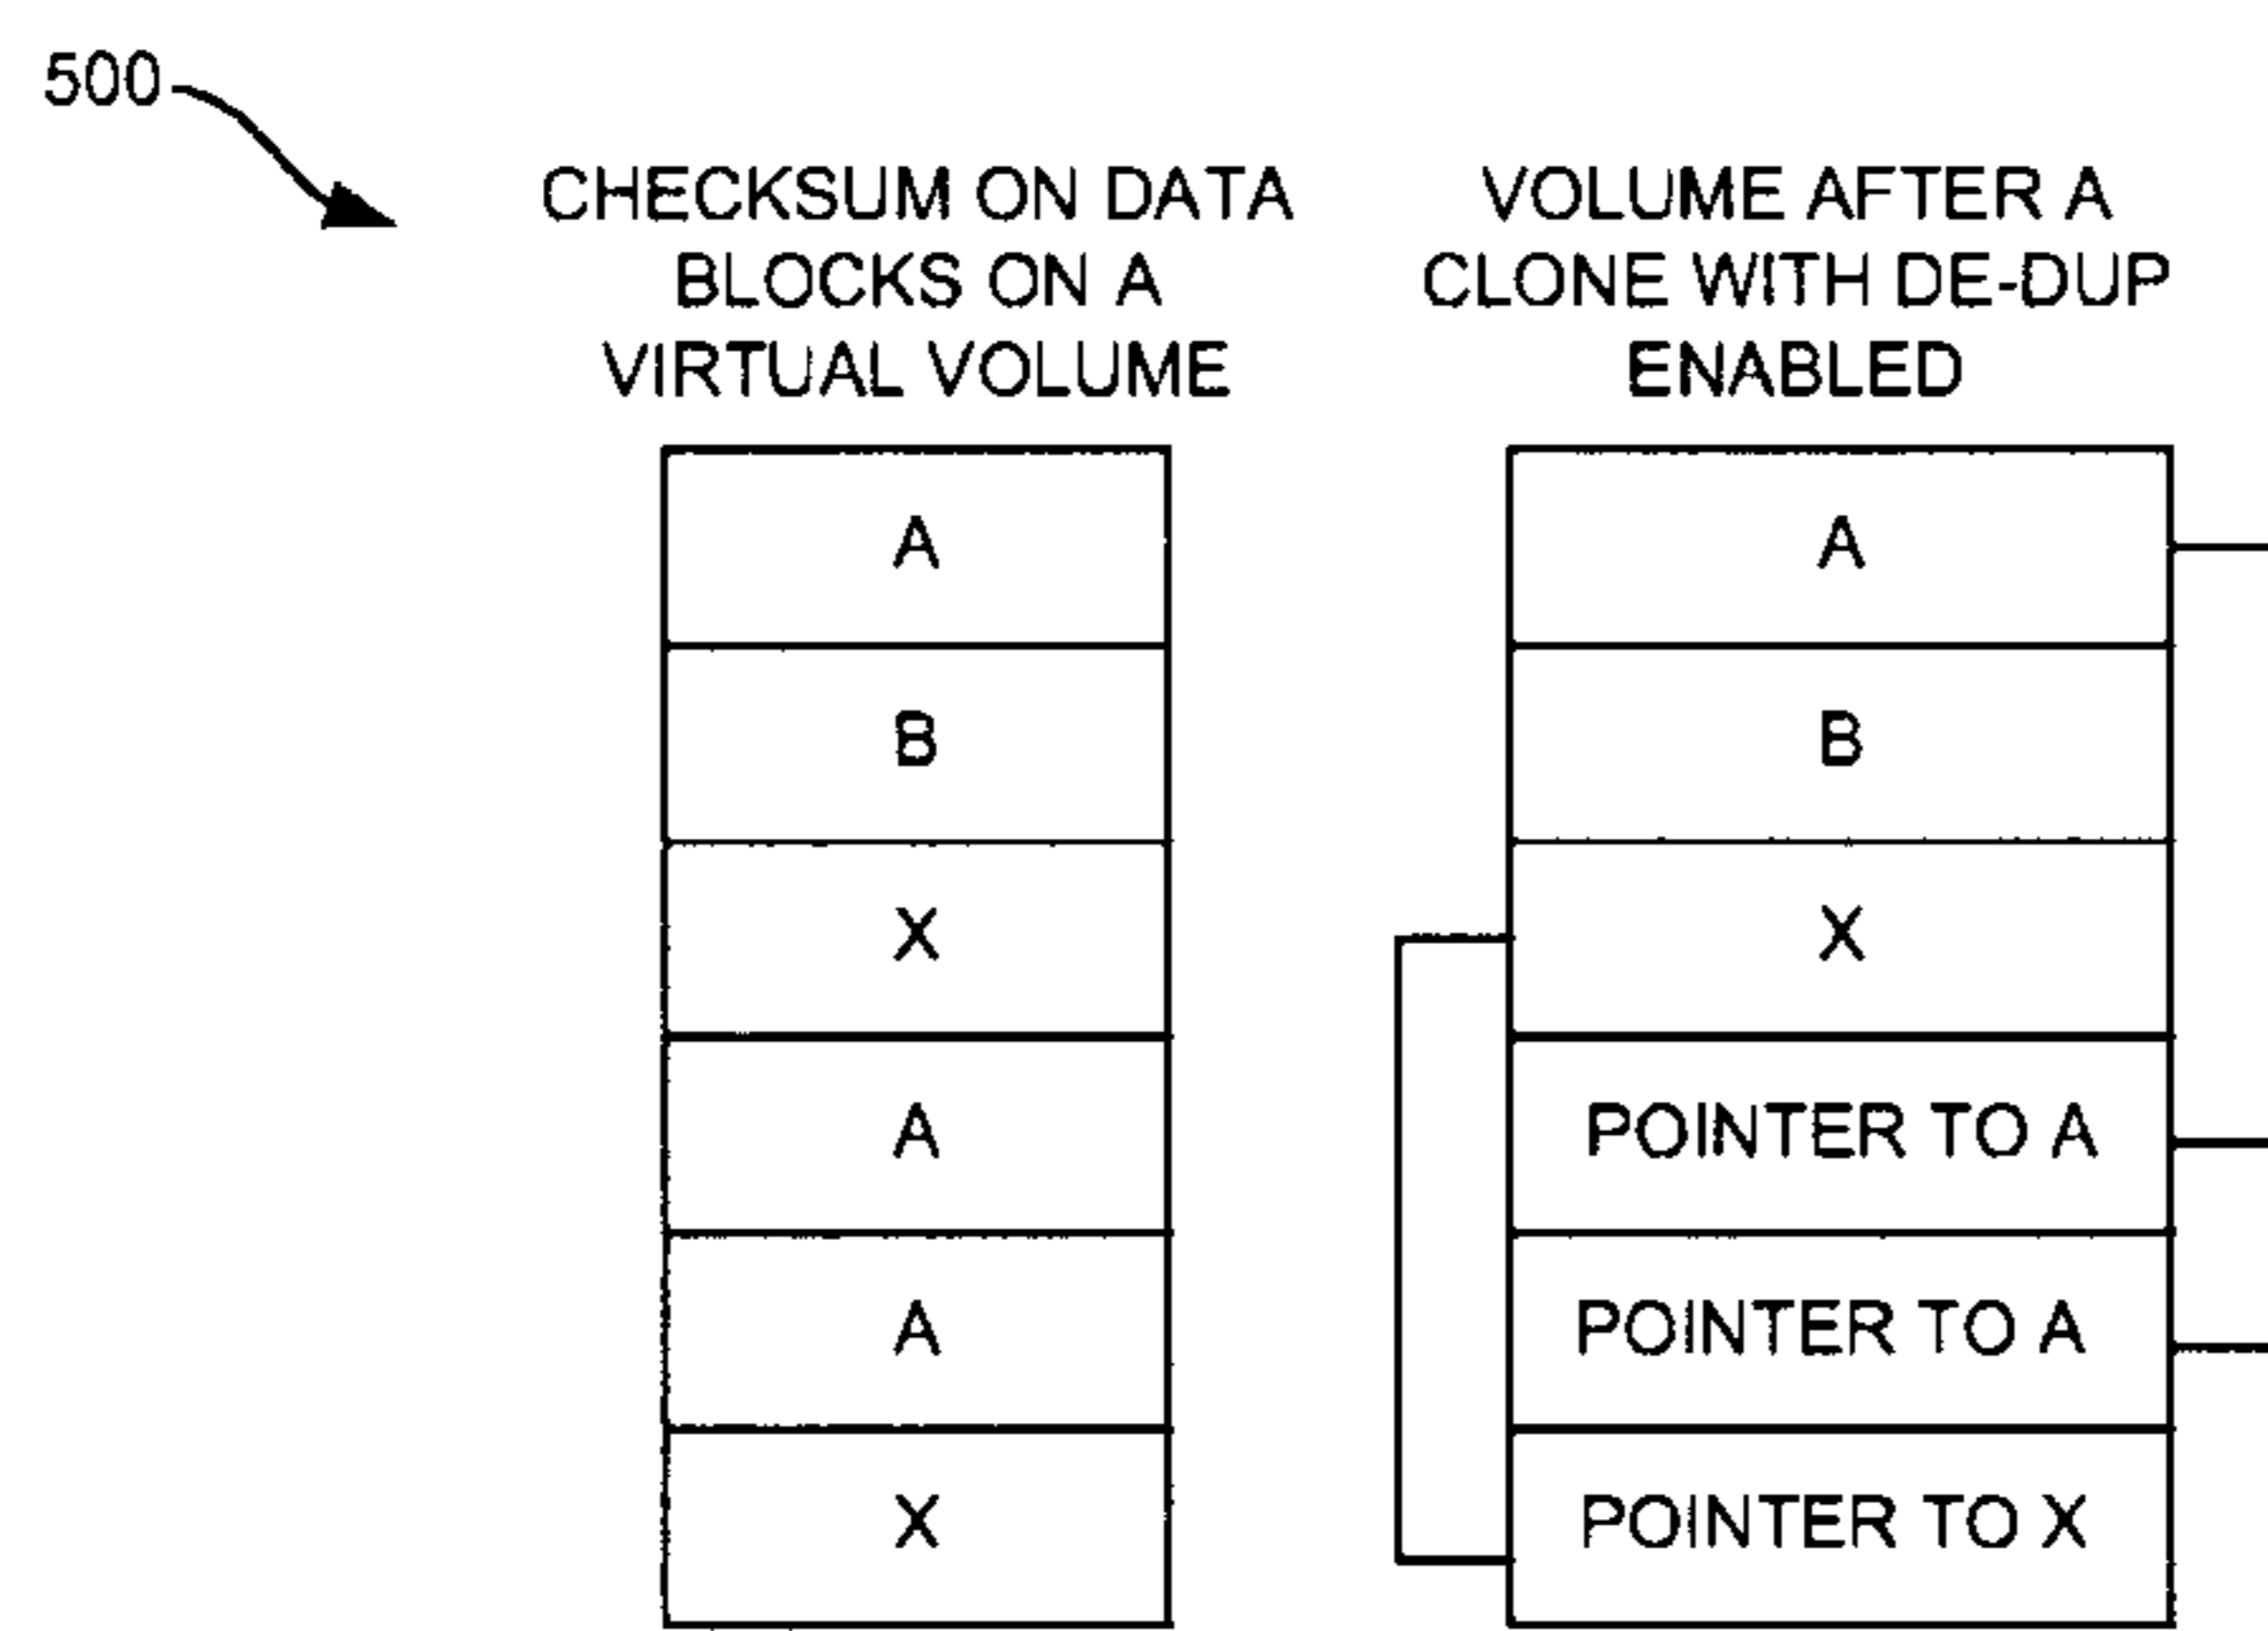 500
CHECKSUM ON DATA
BLOCKS ON A
VIRTUAL VOLUME
A
B
X
A
A
X
VOLUME AFTER A
CLONE WITH DE-DUP
ENABLED
A
B
X
POINTER TO A
POINTER TO A
POINTER TO X